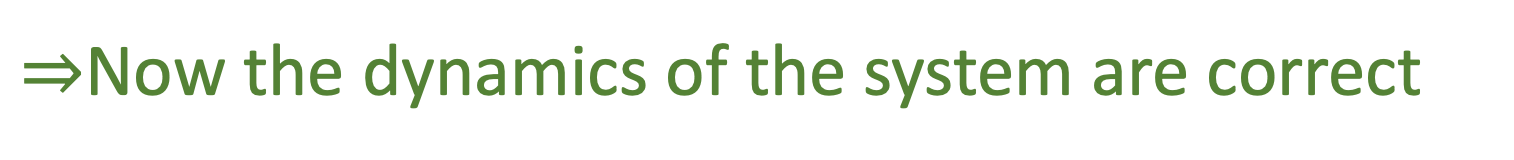 ⇒Now the dynamics of the system are correct